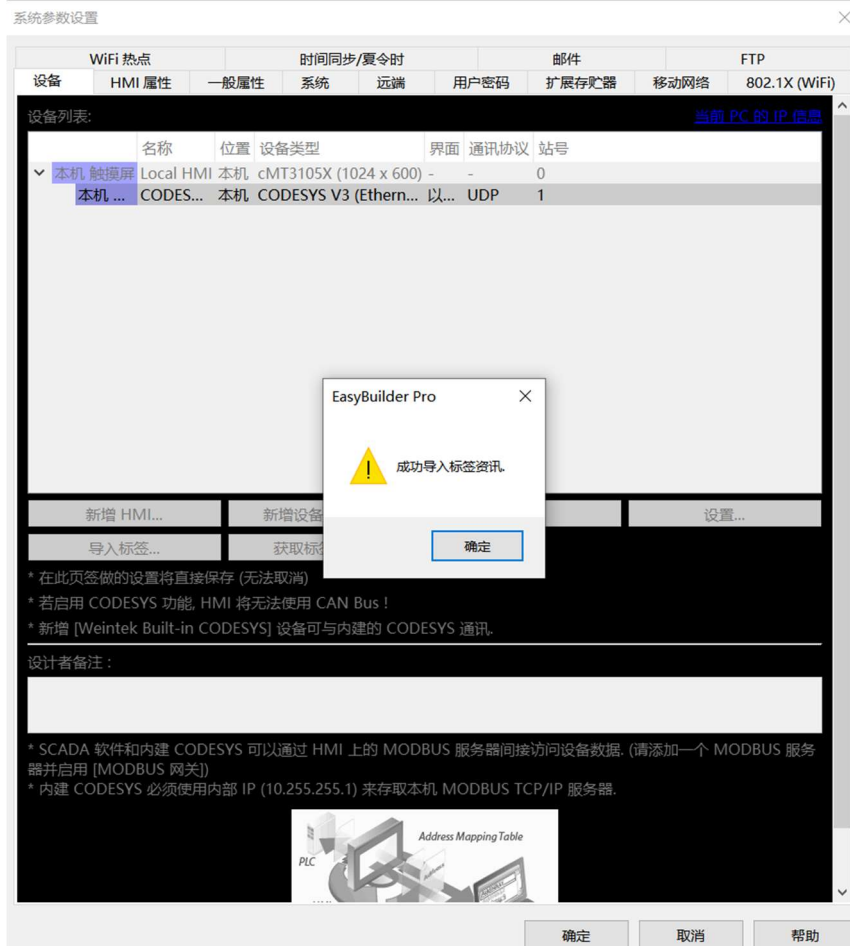 系统参数设置
WiFi 热点 时间同步/夏令时 邮件 FTP
设备 HMI 属性 一般属性 系统 远端 用户密码 扩展存贮器 移动网络 802.1X (WiFi)
设备列表: 当前 PC 的 IP 信息
名称 位置 设备类型 界面 通讯协议 站号
本机 触摸屏 Local HMI 本机 cMT3105X (1024 x 600) - - 0
本机 ... CODES... 本机 CODESYS V3 (Ethern... 以... UDP 1
EasyBuilder Pro
成功导入标签资讯.
确定
新增 HMI... 新增设备 设置...
导入标签... 获取标
* 在此页签做的设置将直接保存 (无法取消)
* 若启用 CODESYS 功能, HMI 将无法使用 CAN Bus !
* 新增 [Weintek Built-in CODESYS] 设备可与内建的 CODESYS 通讯.
设计者备注 :
* SCADA 软件和内建 CODESYS 可以通过 HMI 上的 MODBUS 服务器间接访问设备数据. (请添加一个 MODBUS 服务
器并启用 [MODBUS 网关])
* 内建 CODESYS 必须使用内部 IP (10.255.255.1) 来存取本机 MODBUS TCP/IP 服务器.
Address Mapping Table
PLC
确定 取消 帮助